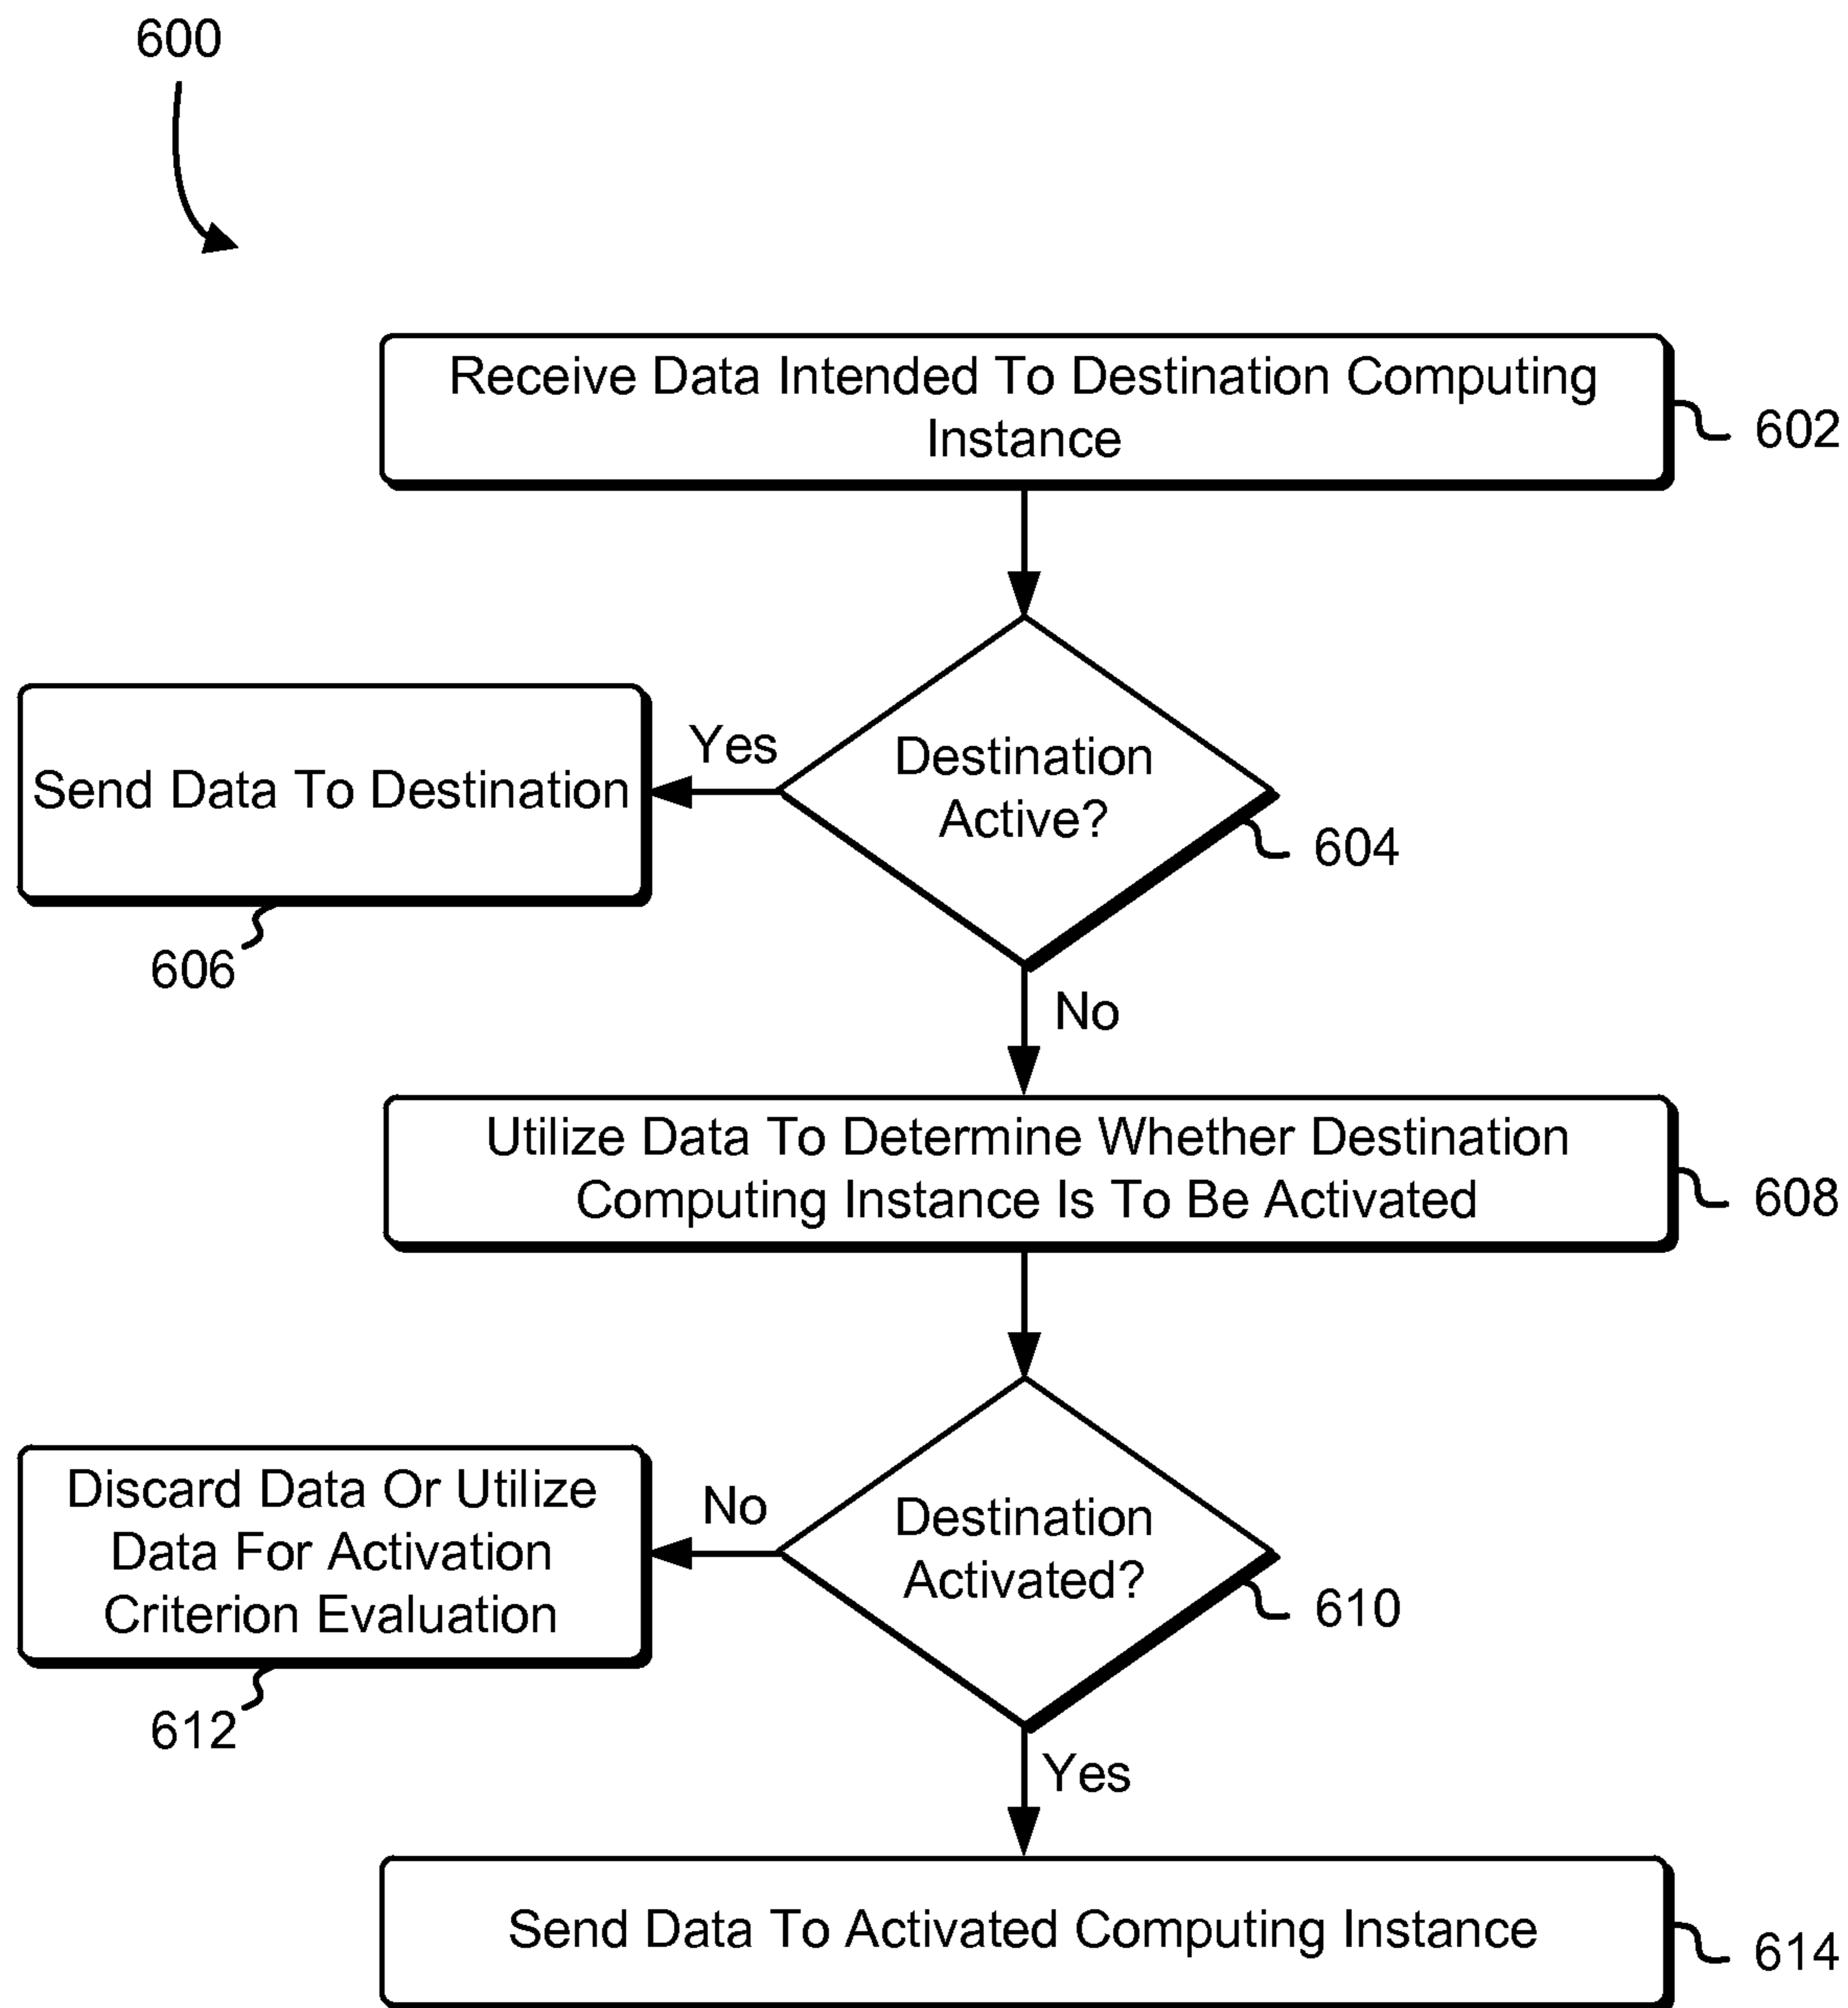 600
Receive Data Intended To Destination Computing
Instance
602
Destination
Active?
604
Yes
Send Data To Destination
606
No
Utilize Data To Determine Whether Destination
Computing Instance Is To Be Activated
608
Destination
Activated?
610
No
Discard Data Or Utilize
Data For Activation
Criterion Evaluation
612
Yes
Send Data To Activated Computing Instance
614